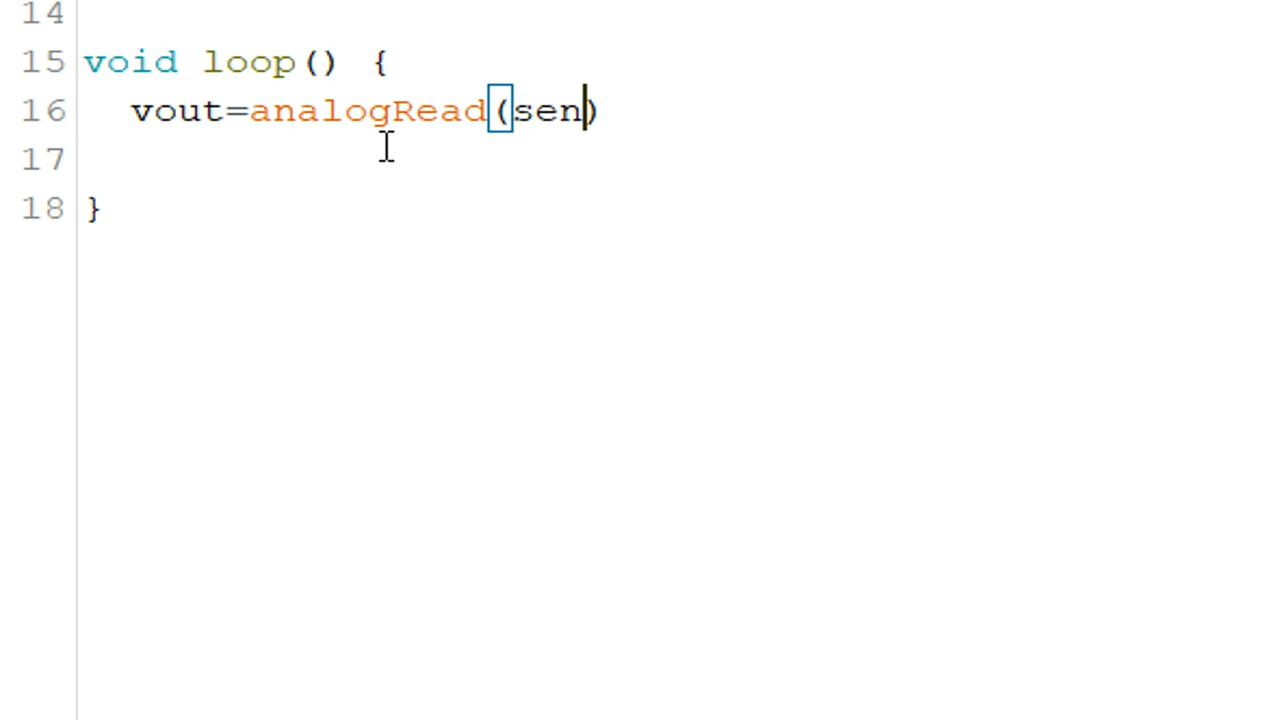 14
15 void loop() {
16   vout=analogRead(sen)
17
18 }